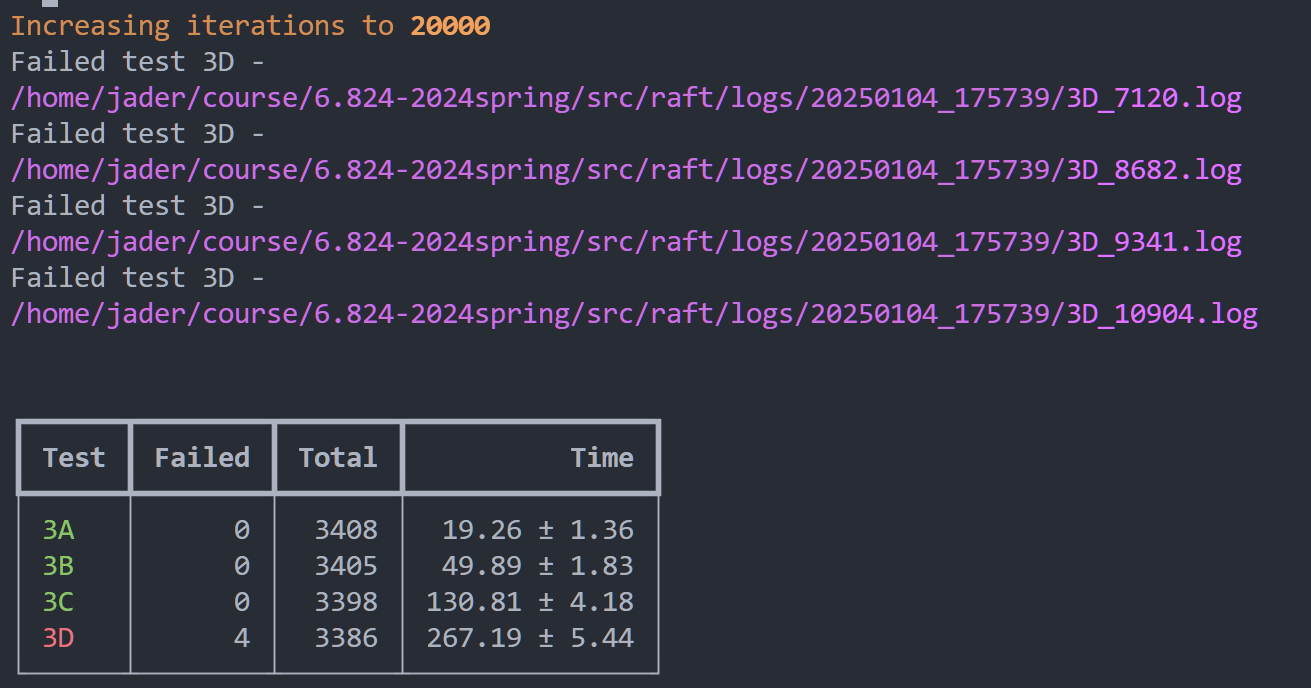 Increasing iterations to 20000
Failed test 3D -
/home/jader/course/6.824-2024spring/src/raft/logs/20250104_175739/3D_7120.log
Failed test 3D -
/home/jader/course/6.824-2024spring/src/raft/logs/20250104_175739/3D_8682.log
Failed test 3D -
/home/jader/course/6.824-2024spring/src/raft/logs/20250104_175739/3D_9341.log
Failed test 3D -
/home/jader/course/6.824-2024spring/src/raft/logs/20250104_175739/3D_10904.log
Test Failed Total Time
3A 0 3408 19.26 ± 1.36
3B 0 3405 49.89 ± 1.83
3C 0 3398 130.81 ± 4.18
3D 4 3386 267.19 ± 5.44